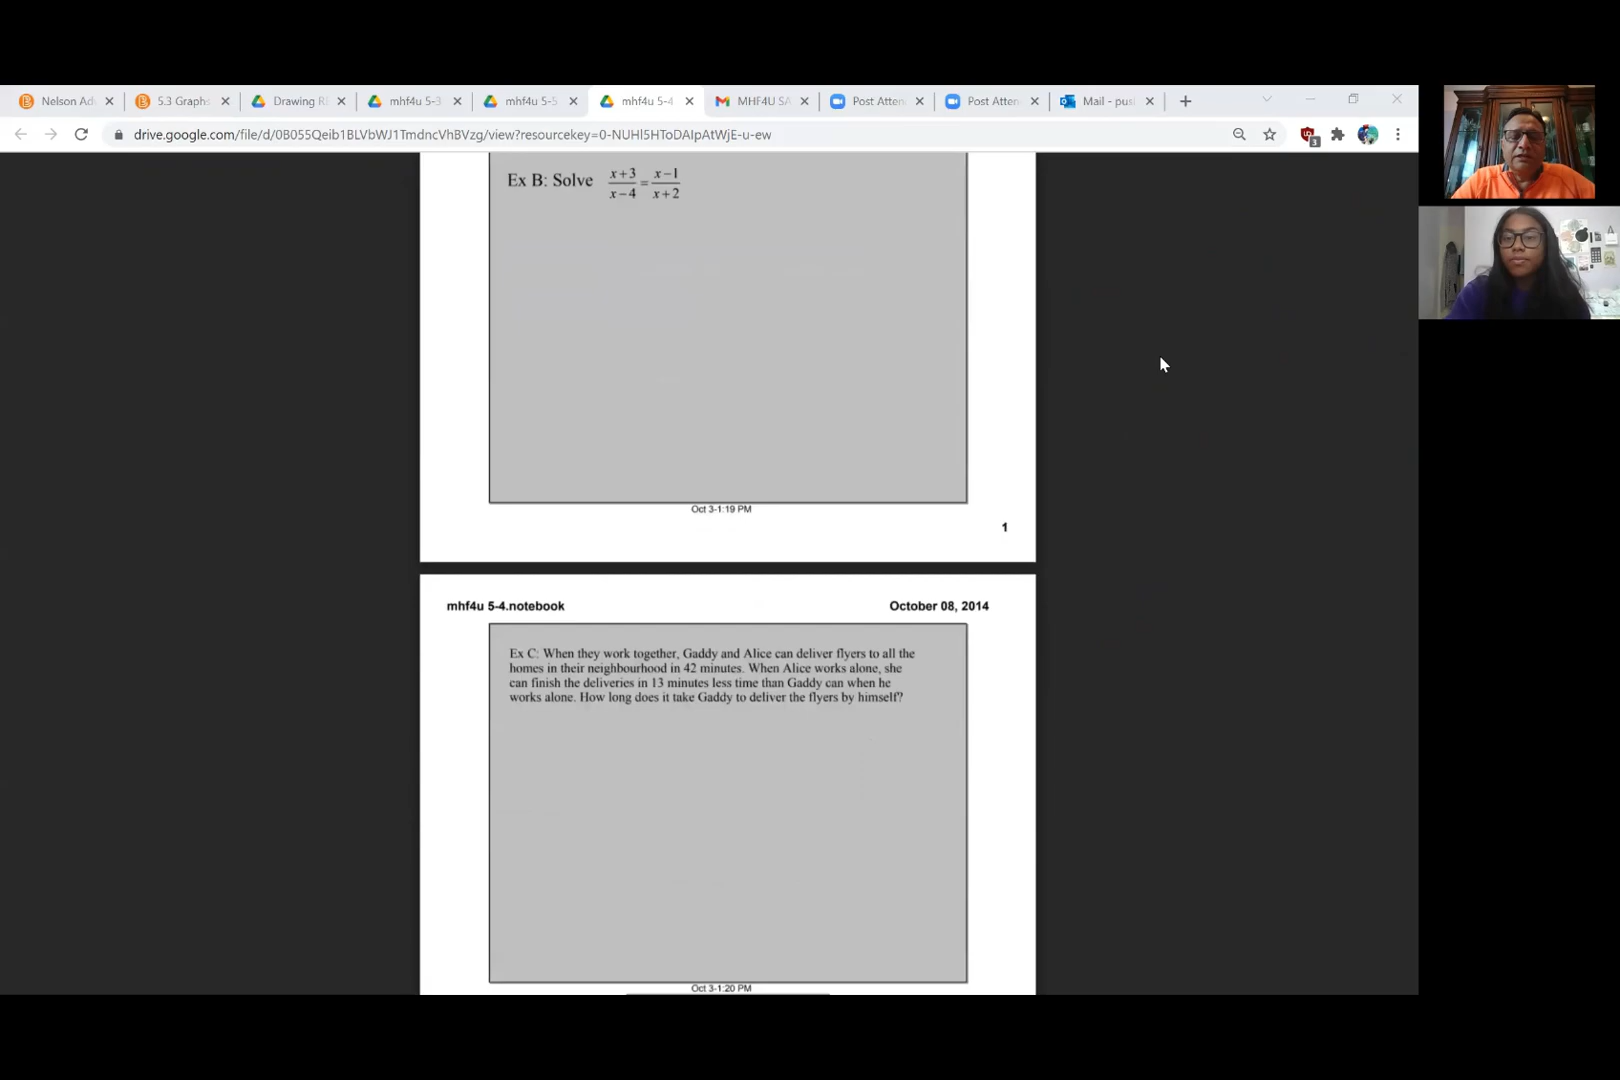 Nelson Ad
5.3 Graphs
Drawing R
mhf4u 5-3
mhf4u 5-5
mhf4u 5-4
MHF4U SA
Post Atten
Post Atten
Mail - pus
drive.google.com/file/d/0B055Qeib1BLVbWJ1TmdncVhBVzg/view?resourcekey=0-NUHl5HToDAIpAtWjE-u-ew
3
Ex B: Solve x+3/x−4 = x−1/x+2
Oct 3-1:19 PM
1
mhf4u 5-4.notebook
October 08, 2014
Ex C: When they work together, Gaddy and Alice can deliver flyers to all the
homes in their neighbourhood in 42 minutes. When Alice works alone, she
can finish the deliveries in 13 minutes less time than Gaddy can when he
works alone. How long does it take Gaddy to deliver the flyers by himself?
Oct 3-1:20 PM